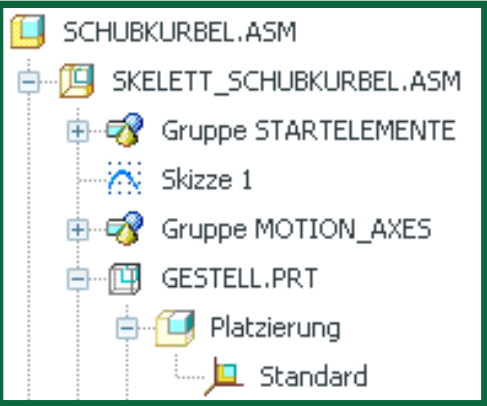 SCHUBKURBEL.ASM
SKELETT_SCHUBKURBEL.ASM
Gruppe STARTELEMENTE
Skizze 1
Gruppe MOTION_AXES
GESTELL.PRT
Platzierung
Standard